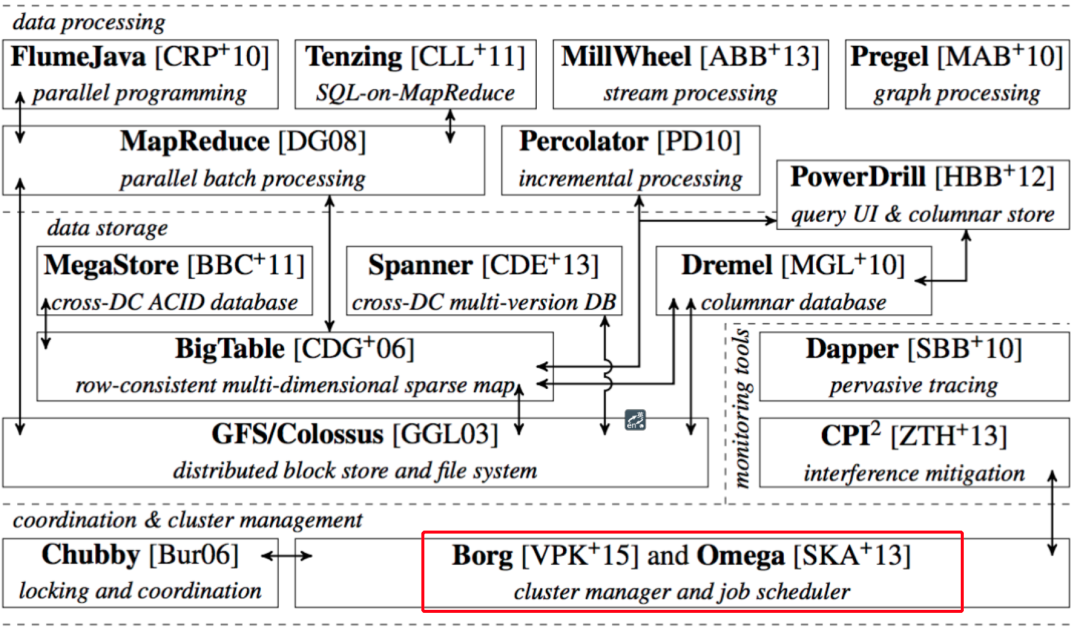 data processing
FlumeJava [CRP+10]
parallel programming
Tenzing [CLL+11]
SQL-on-MapReduce
MillWheel [ABB+13]
stream processing
Pregel [MAB+10]
graph processing
MapReduce [DG08]
parallel batch processing
Percolator [PD10]
incremental processing
PowerDrill [HBB+12]
query UI & columnar store
data storage
MegaStore [BBC+11]
cross-DC ACID database
Spanner [CDE+13]
cross-DC multi-version DB
Dremel [MGL+10]
columnar database
BigTable [CDG+06]
row-consistent multi-dimensional sparse map
monitoring tools
Dapper [SBB+10]
pervasive tracing
GFS/Colossus [GGL03]
distributed block store and file system
CPI² [ZTH+13]
interference mitigation
coordination & cluster management
Chubby [Bur06]
locking and coordination
Borg [VPK+15] and Omega [SKA+13]
cluster manager and job scheduler